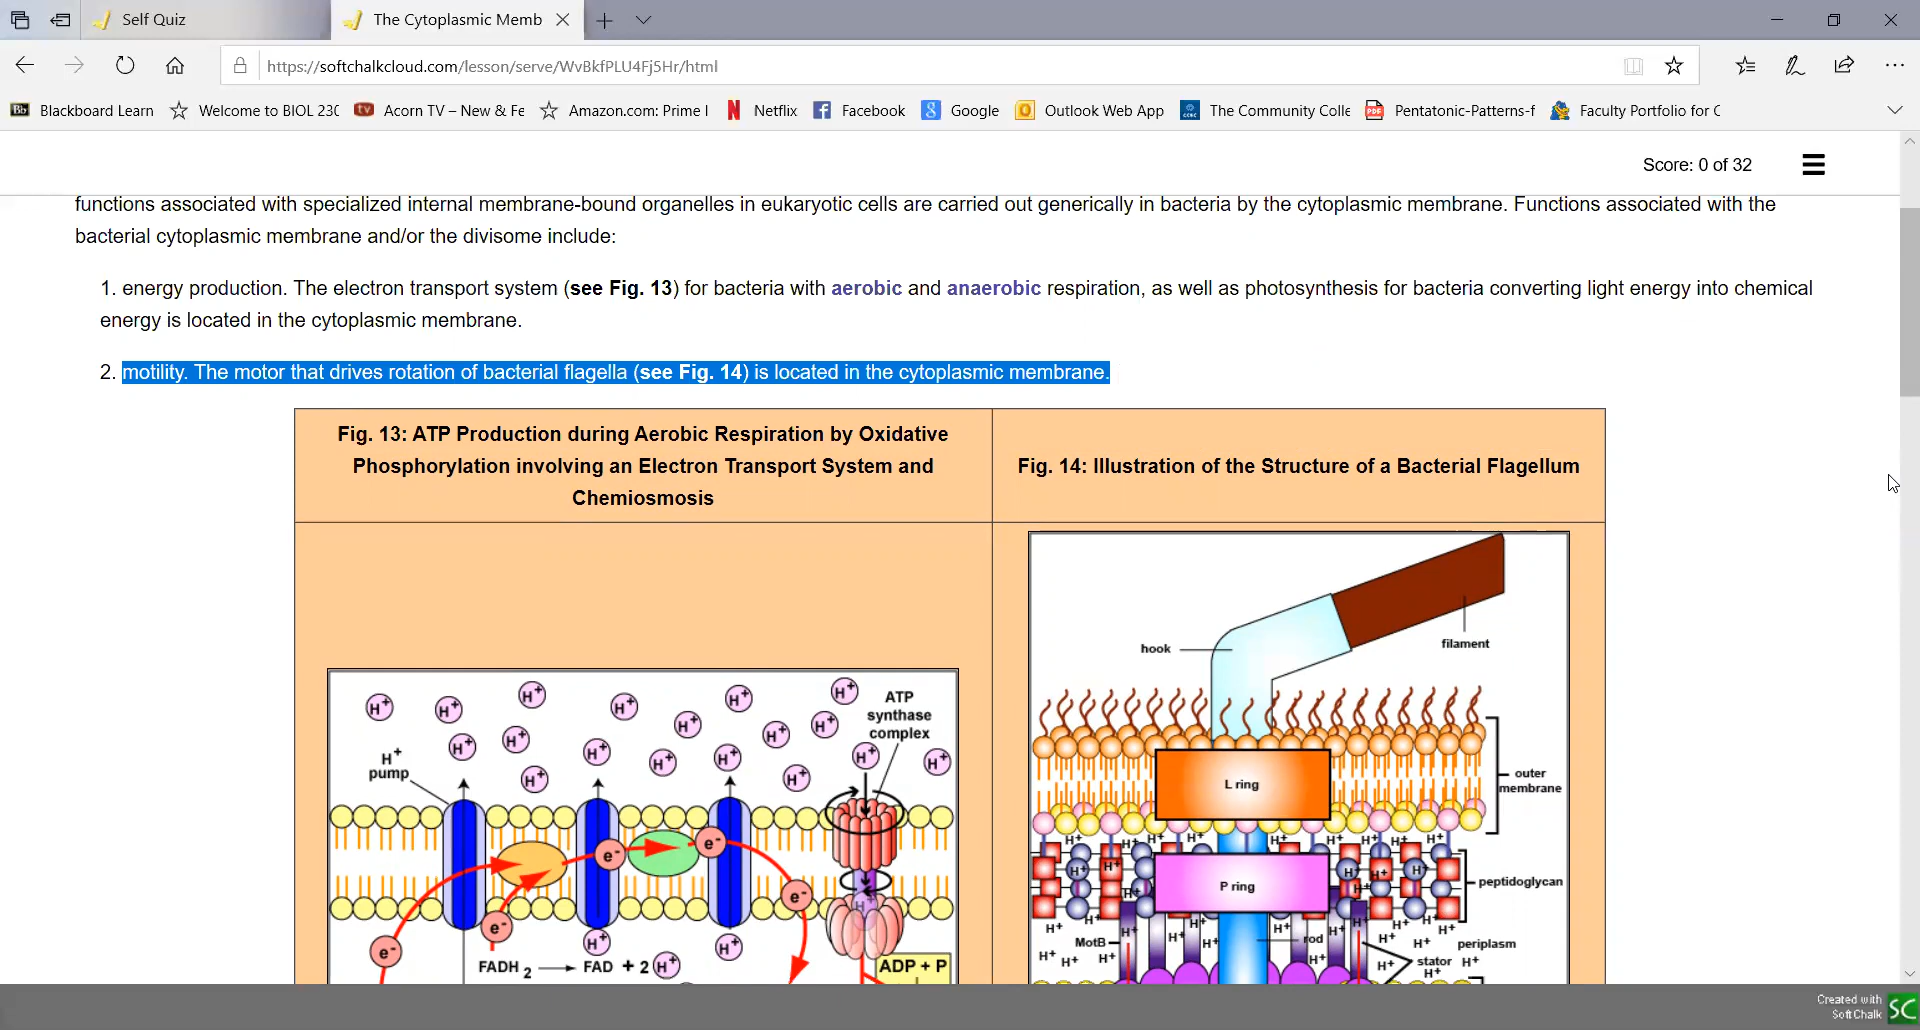 Self Quiz
The Cytoplasmic Memb
https://softchalkcloud.com/lesson/serve/WvBkfPLU4Fj5Hr/html
Bb Blackboard Learn
Welcome to BIOL 230
tv Acorn TV – New & Fe
Amazon.com: Prime I
N Netflix
f Facebook
8 Google
O Outlook Web App
The Community Colle
PDF Pentatonic-Patterns-f
Faculty Portfolio for C
Score: 0 of 32
functions associated with specialized internal membrane-bound organelles in eukaryotic cells are carried out generically in bacteria by the cytoplasmic membrane. Functions associated with the
bacterial cytoplasmic membrane and/or the divisome include:
1. energy production. The electron transport system (see Fig. 13) for bacteria with aerobic and anaerobic respiration, as well as photosynthesis for bacteria converting light energy into chemical
energy is located in the cytoplasmic membrane.
2. motility. The motor that drives rotation of bacterial flagella (see Fig. 14) is located in the cytoplasmic membrane.
Fig. 13: ATP Production during Aerobic Respiration by Oxidative
Phosphorylation involving an Electron Transport System and
Chemiosmosis
H+
pump
ATP
synthase
complex
H+ H+ H+ H+ H+ H+ H+
H+ H+ H+ H+ H+ H+ H+
H+ H+ H+ H+
e- e- e-
e- e-
H+ H+ H+
FADH2 → FAD + 2 H+
ADP + P
Fig. 14: Illustration of the Structure of a Bacterial Flagellum
hook
filament
L ring
outer
membrane
P ring
peptidoglycan
H+ H+ H+ H+ H+ H+
MotB
rod
periplasm
stator
H+ H+ H+ H+ H+ H+
Created with
SoftChalk
SC